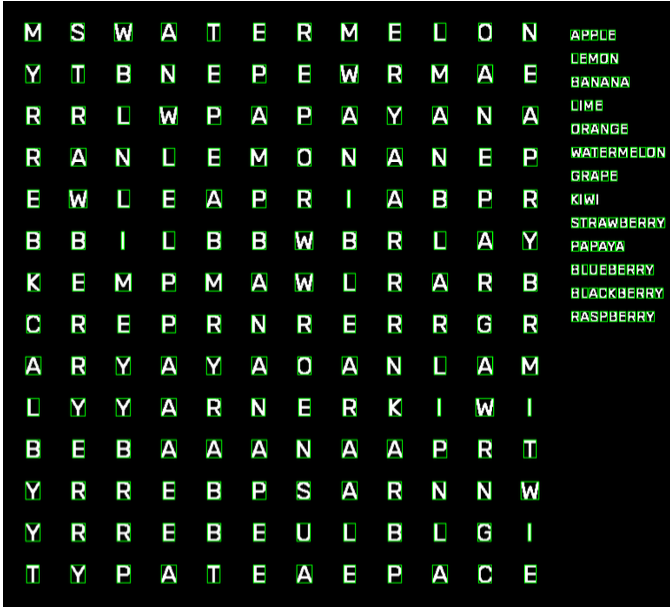 M S W A T E R M E L O N
Y T B N E P E W R M A E
R R L W P A P A Y A N A
R A N L E M O N A N E P
E W L E A P R I A B P R
B B I L B B W B R L A Y
K E M P M A W L R A R B
C R E P R N R E R R G R
A R Y A Y A O A N L A M
L Y Y A R N E R K I W I
B E B A A A N A A P R T
Y R R E B P S A R N N W
Y R R E B E U L B L G I
T Y P A T E A E P A C E
APPLE
LEMON
BANANA
LIME
ORANGE
WATERMELON
GRAPE
KIWI
STRAWBERRY
PAPAYA
BLUEBERRY
BLACKBERRY
RASPBERRY